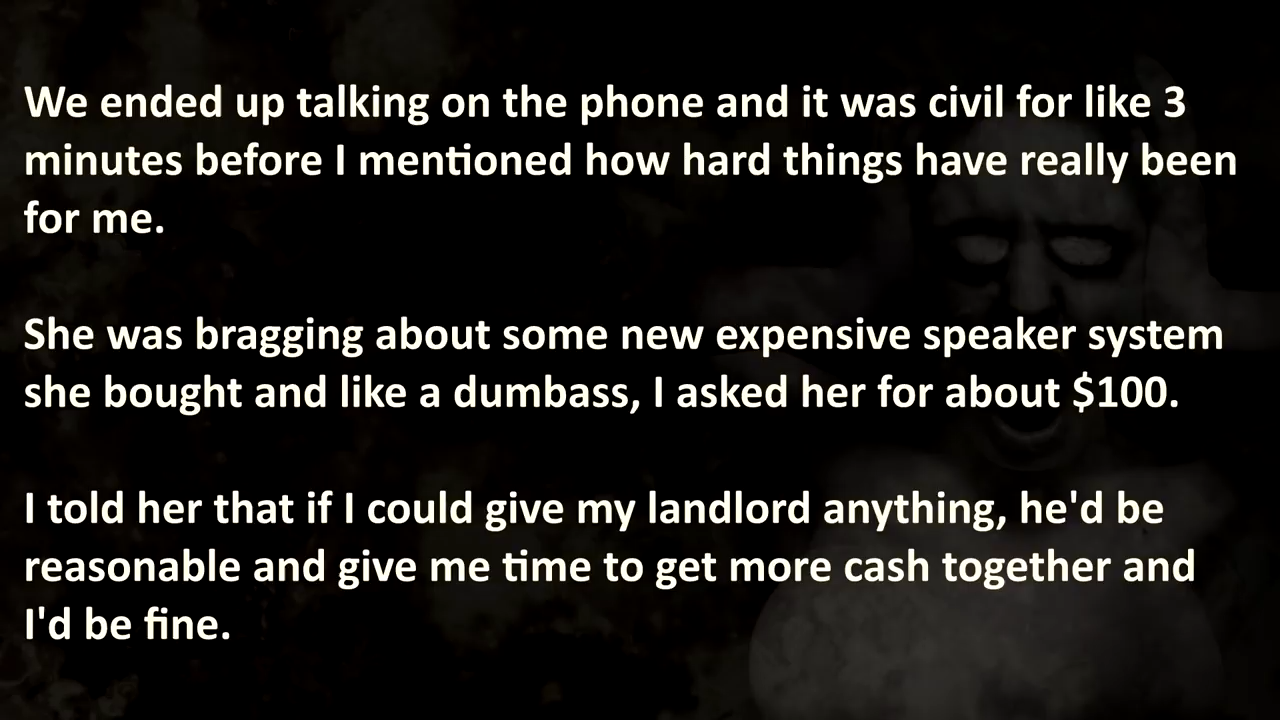 We ended up talking on the phone and it was civil for like 3
minutes before I mentioned how hard things have really been
for me.
She was bragging about some new expensive speaker system
she bought and like a dumbass, I asked her for about $100.
I told her that if I could give my landlord anything, he'd be
reasonable and give me time to get more cash together and
I'd be fine.